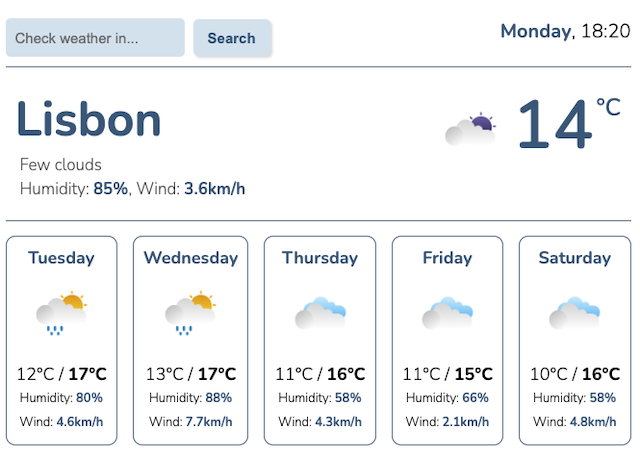 Check weather in...
Search
Monday, 18:20
Lisbon
14°C
Few clouds
Humidity: 85%, Wind: 3.6km/h
Tuesday
12°C / 17°C
Humidity: 80%
Wind: 4.6km/h
Wednesday
13°C / 17°C
Humidity: 88%
Wind: 7.7km/h
Thursday
11°C / 16°C
Humidity: 58%
Wind: 4.3km/h
Friday
11°C / 15°C
Humidity: 66%
Wind: 2.1km/h
Saturday
10°C / 16°C
Humidity: 58%
Wind: 4.8km/h